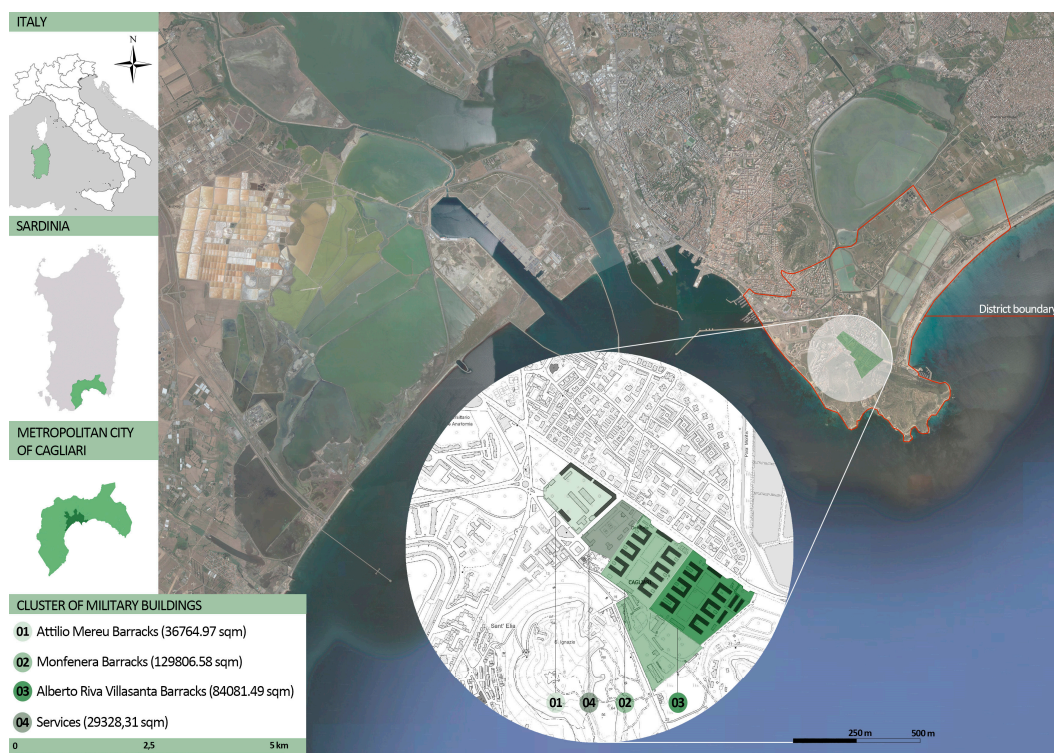 ITALY
N
SARDINIA
METROPOLITAN CITY
OF CAGLIARI
District boundary
CAGLIARI
Sant' Elia
S. Ignazio
01
04
02
03
CLUSTER OF MILITARY BUILDINGS
01 Attilio Mereu Barracks (36764.97 sqm)
02 Monfenera Barracks (129806.58 sqm)
03 Alberto Riva Villasanta Barracks (84081.49 sqm)
04 Services (29328,31 sqm)
0 2,5 5 km
250 m 500 m